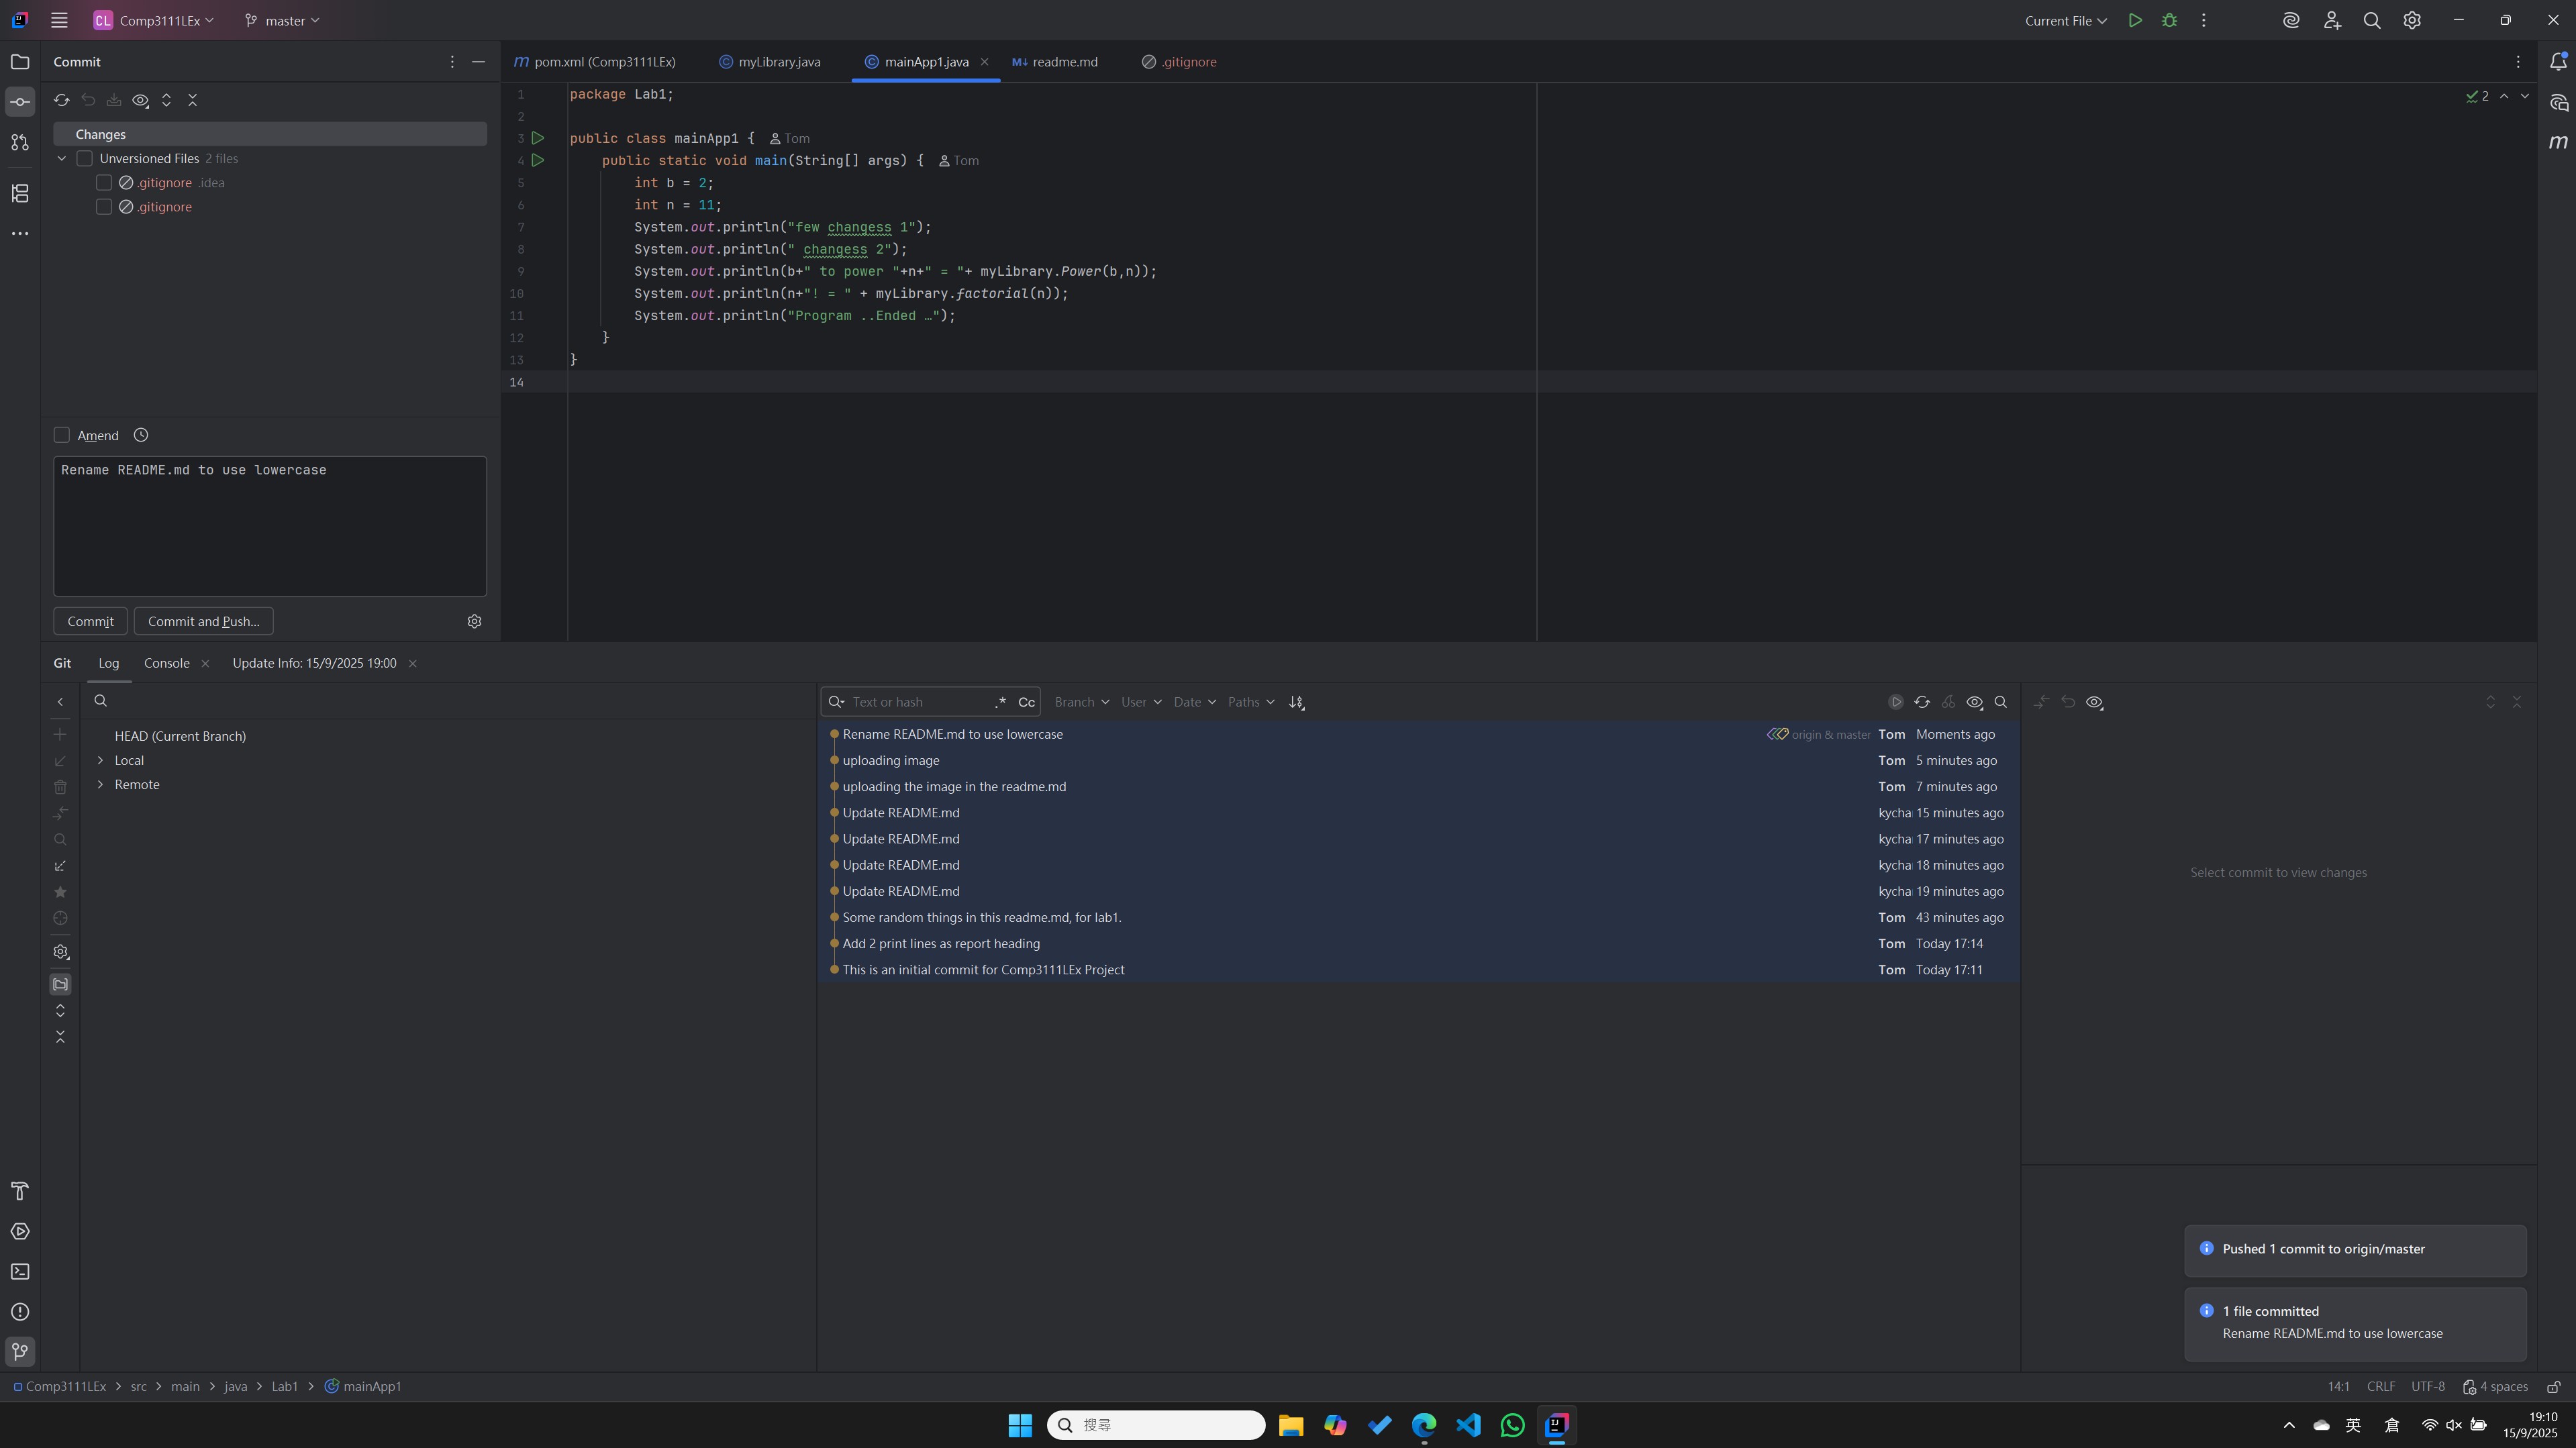 CL Comp3111LEx master Current File
Commit
pom.xml (Comp3111LEx) myLibrary.java mainApp1.java readme.md .gitignore
Changes
Unversioned Files 2 files
.gitignore .idea
.gitignore
Amend
Rename README.md to use lowercase
Commit Commit and Push...
1 package Lab1;
2
3 public class mainApp1 { Tom
4 public static void main(String[] args) { Tom
5 int b = 2;
6 int n = 11;
7 System.out.println("few changess 1");
8 System.out.println(" changess 2");
9 System.out.println(b+" to power "+n+" = "+ myLibrary.Power(b,n));
10 System.out.println(n+"! = " + myLibrary.factorial(n));
11 System.out.println("Program ..Ended …");
12 }
13 }
14
2
Git Log Console Update Info: 15/9/2025 19:00
HEAD (Current Branch)
Local
Remote
Text or hash .* Cc Branch User Date Paths
Rename README.md to use lowercase origin & master Tom Moments ago
uploading image Tom 5 minutes ago
uploading the image in the readme.md Tom 7 minutes ago
Update README.md kycha 15 minutes ago
Update README.md kycha 17 minutes ago
Update README.md kycha 18 minutes ago
Update README.md kycha 19 minutes ago
Some random things in this readme.md, for lab1. Tom 43 minutes ago
Add 2 print lines as report heading Tom Today 17:14
This is an initial commit for Comp3111LEx Project Tom Today 17:11
Select commit to view changes
Pushed 1 commit to origin/master
1 file committed
Rename README.md to use lowercase
Comp3111LEx > src > main > java > Lab1 > mainApp1
14:1 CRLF UTF-8 4 spaces
搜尋
英 倉
19:10
15/9/2025